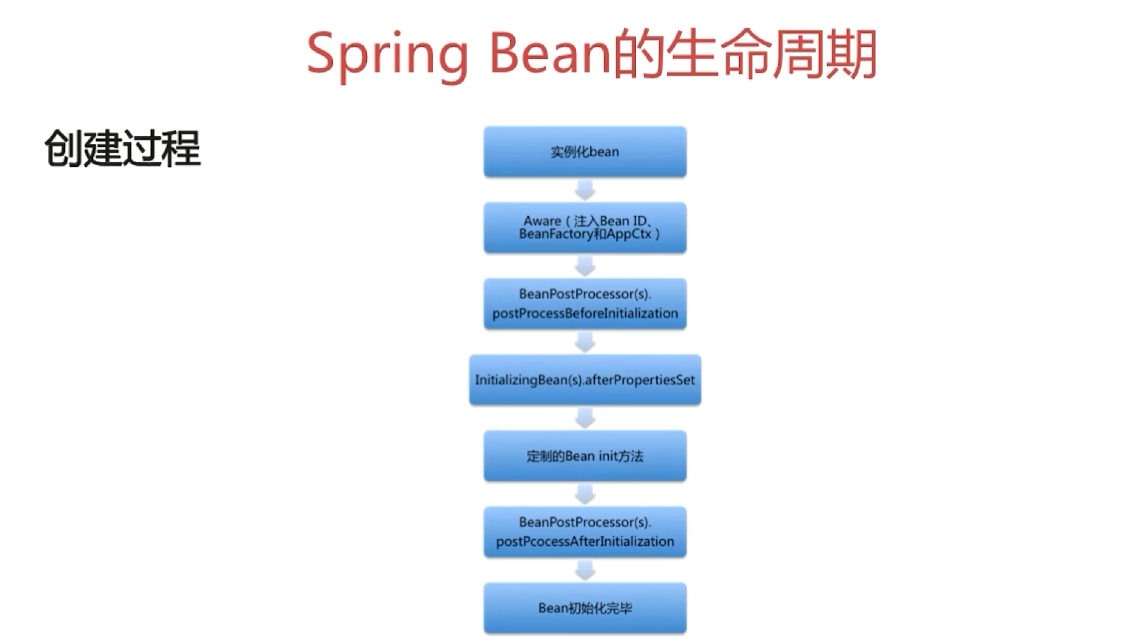 Spring Bean的生命周期
创建过程
实例化bean
Aware（注入Bean ID、
BeanFactory和AppCtx）
BeanPostProcessor(s).
postProcessBeforeInitialization
InitializingBean(s).afterPropertiesSet
定制的Bean init方法
BeanPostProcessor(s).
postPcocessAfterInitialization
Bean初始化完毕